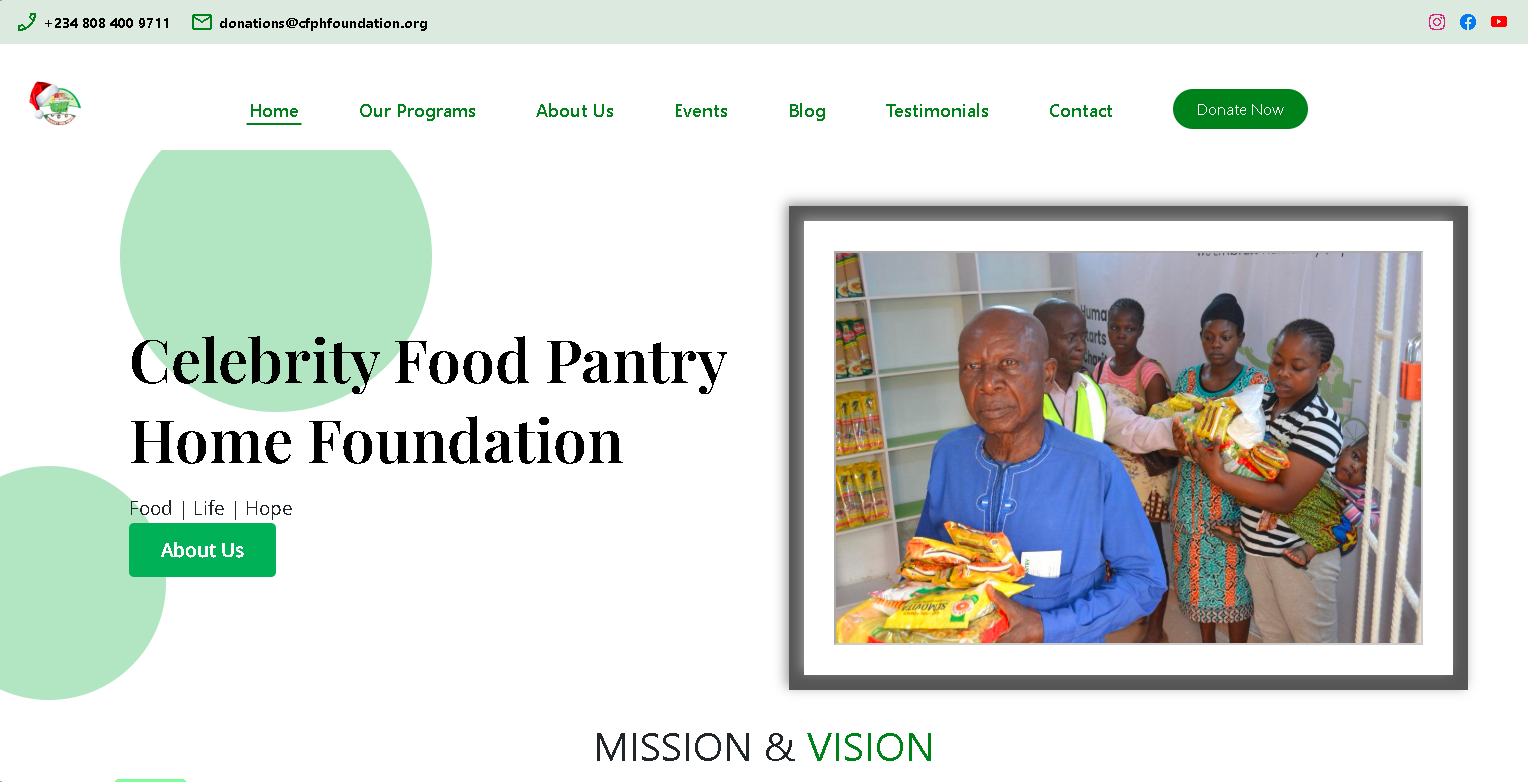 +234 808 400 9711 donations@cfphfoundation.org
Home Our Programs About Us Events Blog Testimonials Contact Donate Now
Celebrity Food Pantry
Home Foundation
Food | Life | Hope
About Us
SEMOVITA
MISSION & VISION